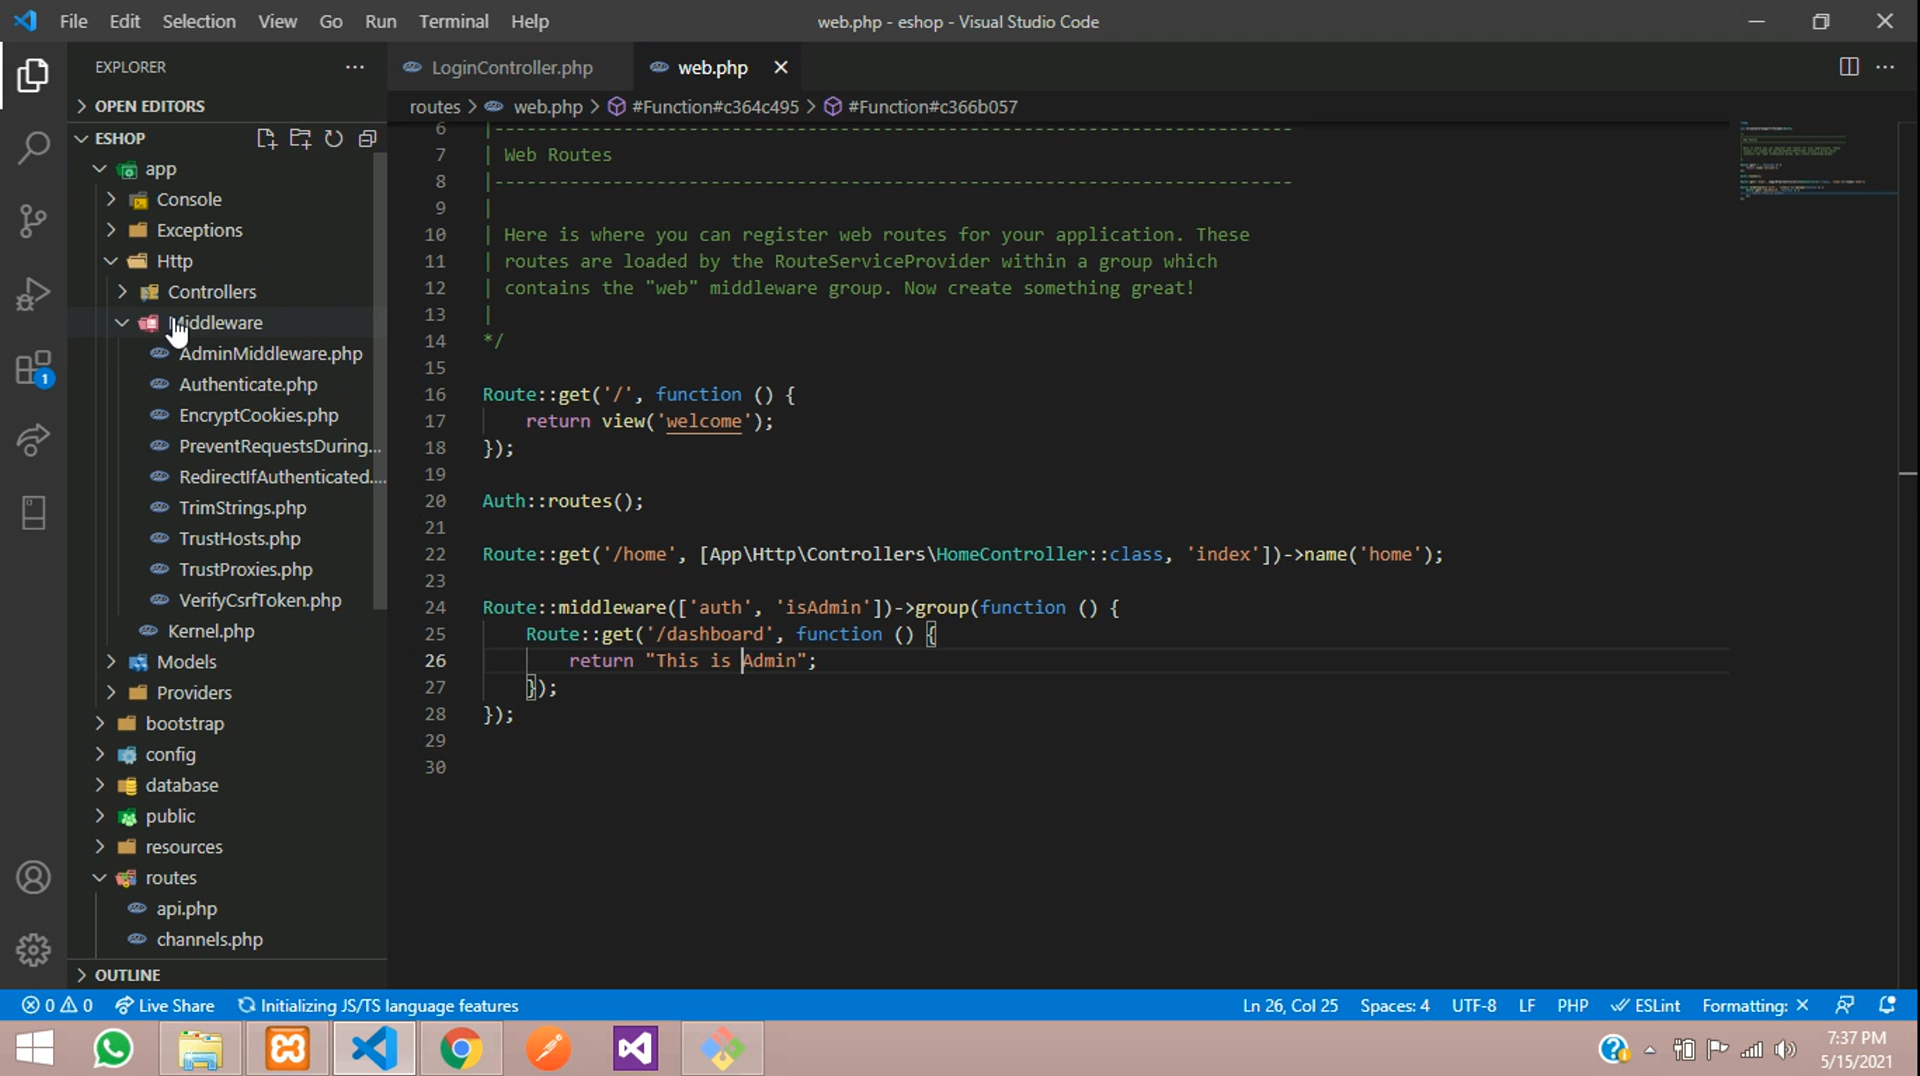 File Edit Selection View Go Run Terminal Help
web.php - eshop - Visual Studio Code
EXPLORER
LoginController.php
web.php
OPEN EDITORS
routes > web.php > #Function#c364c495 > #Function#c366b057
ESHOP
app
Console
Exceptions
Http
Controllers
Middleware
AdminMiddleware.php
Authenticate.php
EncryptCookies.php
PreventRequestsDuring...
RedirectIfAuthenticated....
TrimStrings.php
TrustHosts.php
TrustProxies.php
VerifyCsrfToken.php
Kernel.php
Models
Providers
bootstrap
config
database
public
resources
routes
api.php
channels.php
OUTLINE
6 |--------------------------------------------------------------------------
7 | Web Routes
8 |--------------------------------------------------------------------------
9 |
10 | Here is where you can register web routes for your application. These
11 | routes are loaded by the RouteServiceProvider within a group which
12 | contains the "web" middleware group. Now create something great!
13 |
14 */
15
16 Route::get('/', function () {
17     return view('welcome');
18 });
19
20 Auth::routes();
21
22 Route::get('/home', [App\Http\Controllers\HomeController::class, 'index'])->name('home');
23
24 Route::middleware(['auth', 'isAdmin'])->group(function () {
25     Route::get('/dashboard', function () {
26         return "This is Admin";
27     });
28 });
29
30
0 0 Live Share Initializing JS/TS language features
Ln 26, Col 25 Spaces: 4 UTF-8 LF PHP ESLint Formatting: ×
1
7:37 PM
5/15/2021